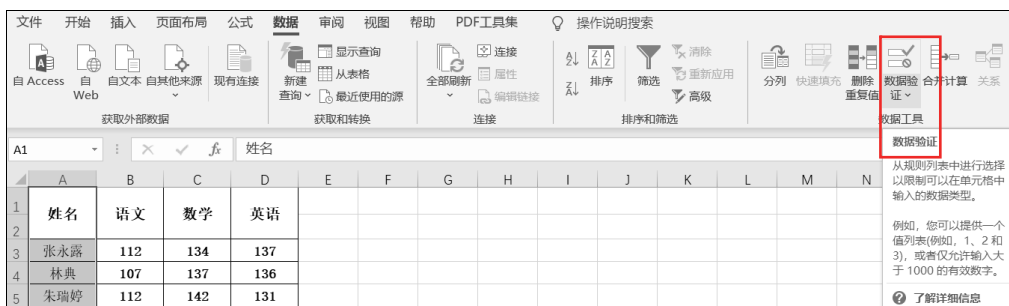 文件 开始 插入 页面布局 公式 数据 审阅 视图 帮助 PDF工具集 操作说明搜索
自 Access 自 Web 自文本 自其他来源 现有连接
获取外部数据
新建查询 显示查询
从表格
最近使用的源
获取和转换
全部刷新 连接
属性
编辑链接
连接
排序 筛选 清除
重新应用
高级
排序和筛选
分列 快速填充 删除重复值 数据验证 合并计算 关系
数据工具
A1 fx 姓名
A B C D E F G H I J K L M N
1
2
姓名 语文 数学 英语
3 张永露 112 134 137
4 林典 107 137 136
5 朱瑞婷 112 142 131
数据验证
从规则列表中进行选择
以限制可以在单元格中
输入的数据类型。
例如，您可以提供一个
值列表(例如，1、2 和
3)，或者仅允许输入大
于 1000 的有效数字。
了解详细信息